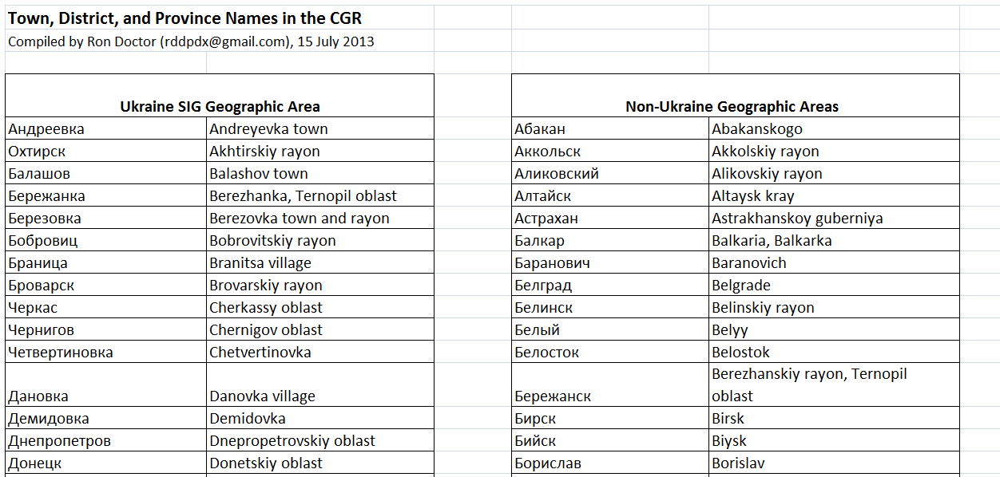 Town, District, and Province Names in the CGR
Compiled by Ron Doctor (rddpdx@gmail.com), 15 July 2013
Ukraine SIG Geographic Area
Андреевка Andreyevka town
Охтирск Akhtirskiy rayon
Балашов Balashov town
Бережанка Berezhanka, Ternopil oblast
Березовка Berezovka town and rayon
Бобровиц Bobrovitskiy rayon
Браница Branitsa village
Броварск Brovarskiy rayon
Черкас Cherkassy oblast
Чернигов Chernigov oblast
Четвертиновка Chetvertinovka
Дановка Danovka village
Демидовка Demidovka
Днепропетров Dnepropetrovskiy oblast
Донецк Donetskiy oblast
Non-Ukraine Geographic Areas
Абакан Abakanskogo
Аккольск Akkolskiy rayon
Аликовский Alikovskiy rayon
Алтайск Altaysk kray
Астрахан Astrakhanskoy guberniya
Балкар Balkaria, Balkarka
Баранович Baranovich
Белград Belgrade
Белинск Belinskiy rayon
Белый Belyy
Белосток Belostok
Бережанск Berezhanskiy rayon, Ternopil
oblast
Бирск Birsk
Бийск Biysk
Борислав Borislav